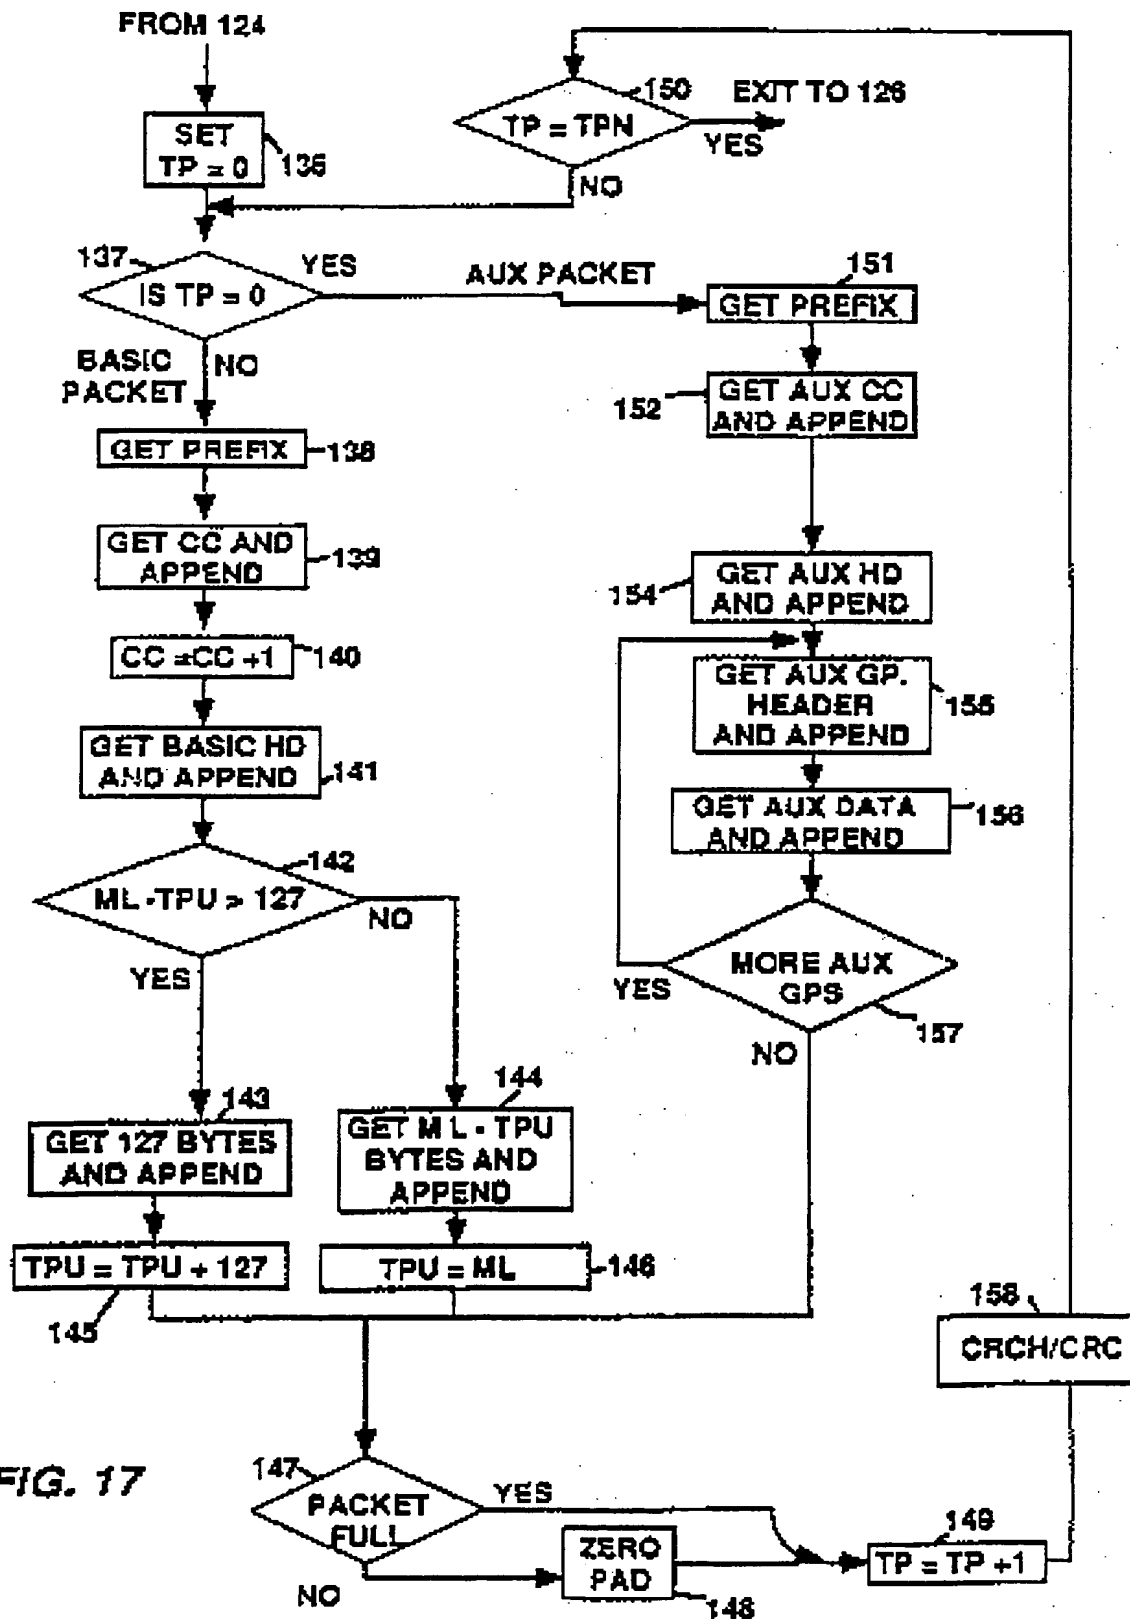 FROM 124
150
EXIT TO 126
TP = TPN
YES
SET
TP = 0
136
NO
137
YES
AUX PACKET
151
IS TP = 0
GET PREFIX
BASIC
PACKET
NO
152
GET AUX CC
AND APPEND
GET PREFIX
138
GET CC AND
APPEND
139
154
GET AUX HD
AND APPEND
CC = CC +1
140
GET AUX GP.
HEADER
AND APPEND
155
GET BASIC HD
AND APPEND
141
GET AUX DATA
AND APPEND
156
142
ML - TPU > 127
NO
YES
MORE AUX
GPS
YES
157
NO
143
144
GET 127 BYTES
AND APPEND
GET ML - TPU
BYTES AND
APPEND
TPU = TPU + 127
145
TPU = ML
146
158
CRCH/CRC
FIG. 17
147
PACKET
FULL
YES
NO
ZERO
PAD
148
149
TP = TP +1